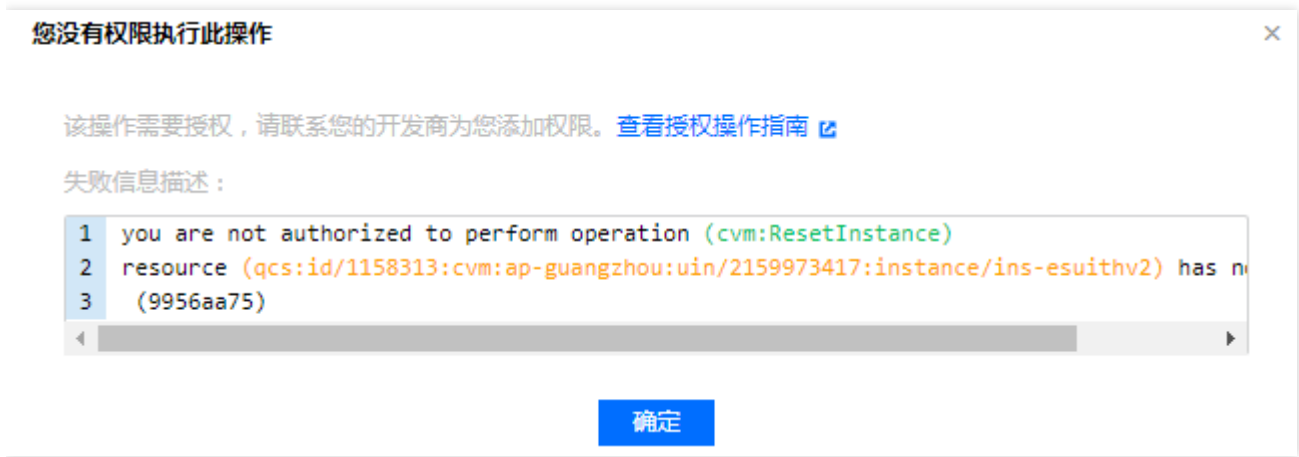 您没有权限执行此操作
该操作需要授权，请联系您的开发商为您添加权限。查看授权操作指南
失败信息描述：
1 you are not authorized to perform operation (cvm:ResetInstance)
2 resource (qcs:id/1158313:cvm:ap-guangzhou:uin/2159973417:instance/ins-esuithv2) has
3 (9956aa75)
确定